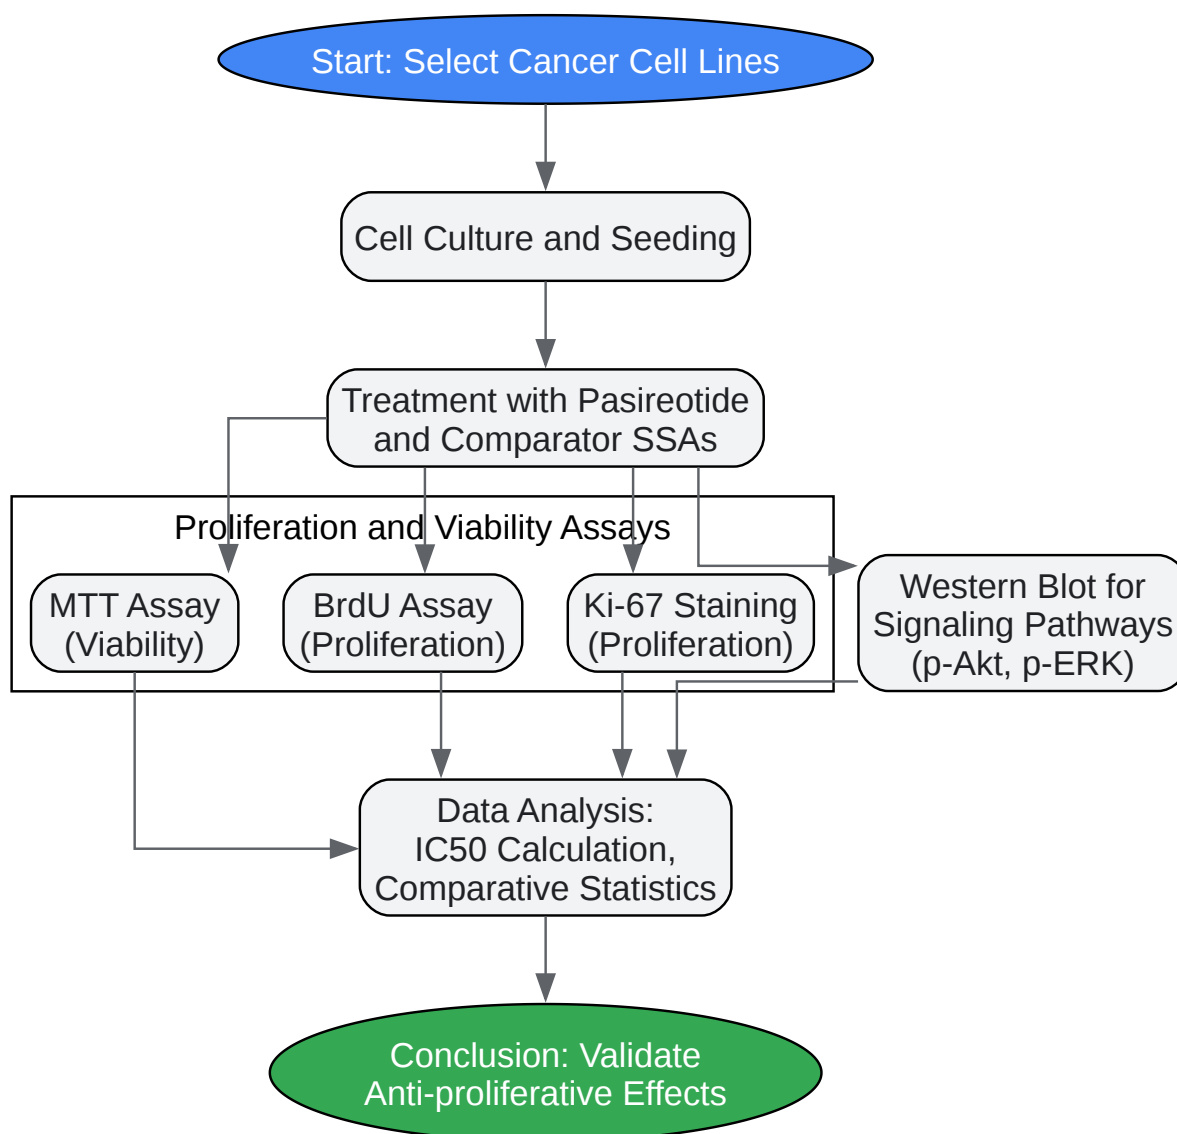 Start: Select Cancer Cell Lines
Cell Culture and Seeding
Treatment with Pasireotide
and Comparator SSAs
Proliferation and Viability Assays
MTT Assay
(Viability)
BrdU Assay
(Proliferation)
Ki-67 Staining
(Proliferation)
Western Blot for
Signaling Pathways
(p-Akt, p-ERK)
Data Analysis:
IC50 Calculation,
Comparative Statistics
Conclusion: Validate
Anti-proliferative Effects